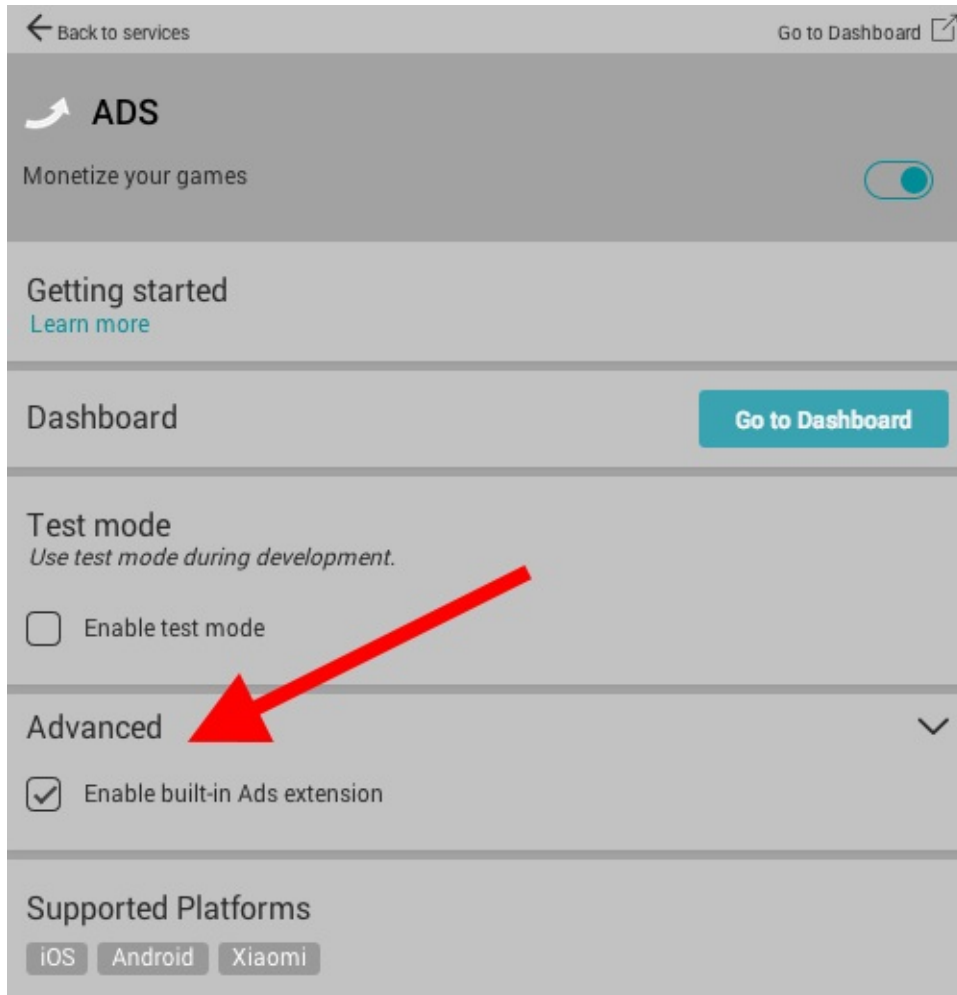 Back to services
Go to Dashboard
ADS
Monetize your games
Getting started
Learn more
Dashboard
Go to Dashboard
Test mode
Use test mode during development.
Enable test mode
Advanced
Enable built-in Ads extension
Supported Platforms
iOS Android Xiaomi